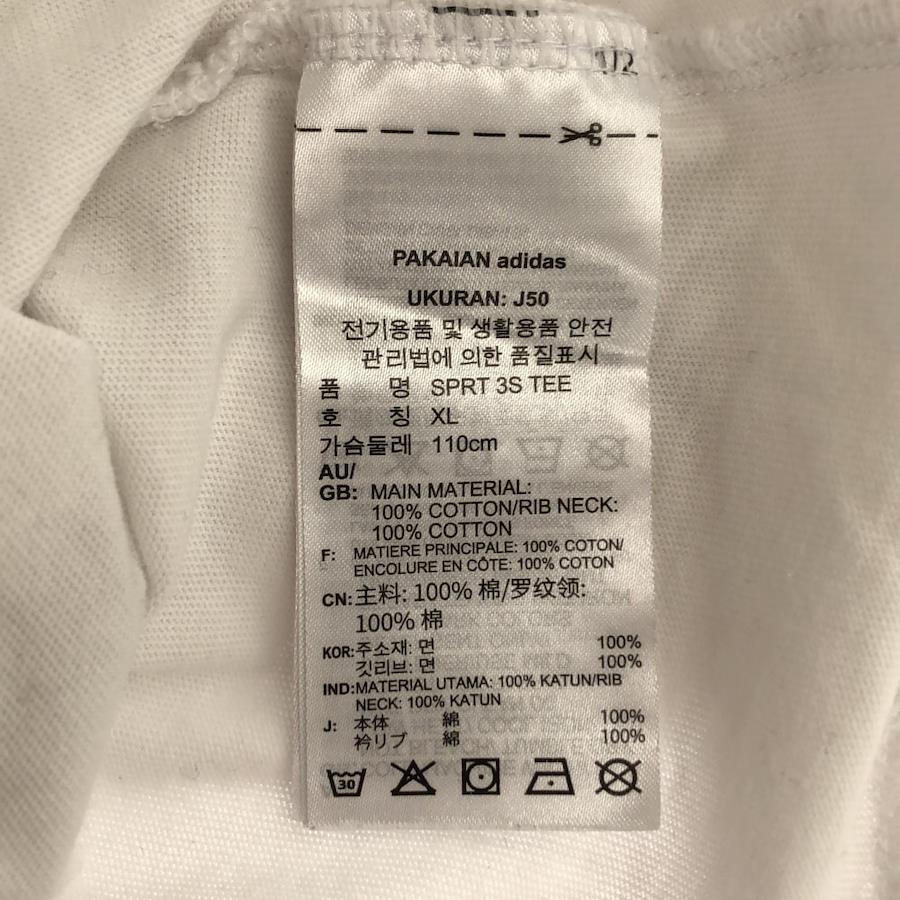 1/2
PAKAIAN adidas
UKURAN: J50
전기용품 및 생활용품 안전
관리법에 의한 품질표시
품 명 SPRT 3S TEE
호 칭 XL
가슴둘레 110cm
AU/
GB: MAIN MATERIAL:
100% COTTON/RIB NECK:
100% COTTON
F: MATIERE PRINCIPALE: 100% COTON/
ENCOLURE EN CÔTE: 100% COTON
CN:主料: 100% 棉/罗纹领:
100% 棉
KOR:주소재: 면 100%
깃리브: 면 100%
IND:MATERIAL UTAMA: 100% KATUN/RIB
NECK: 100% KATUN
J: 本体 綿 100%
衿リブ 綿 100%
30